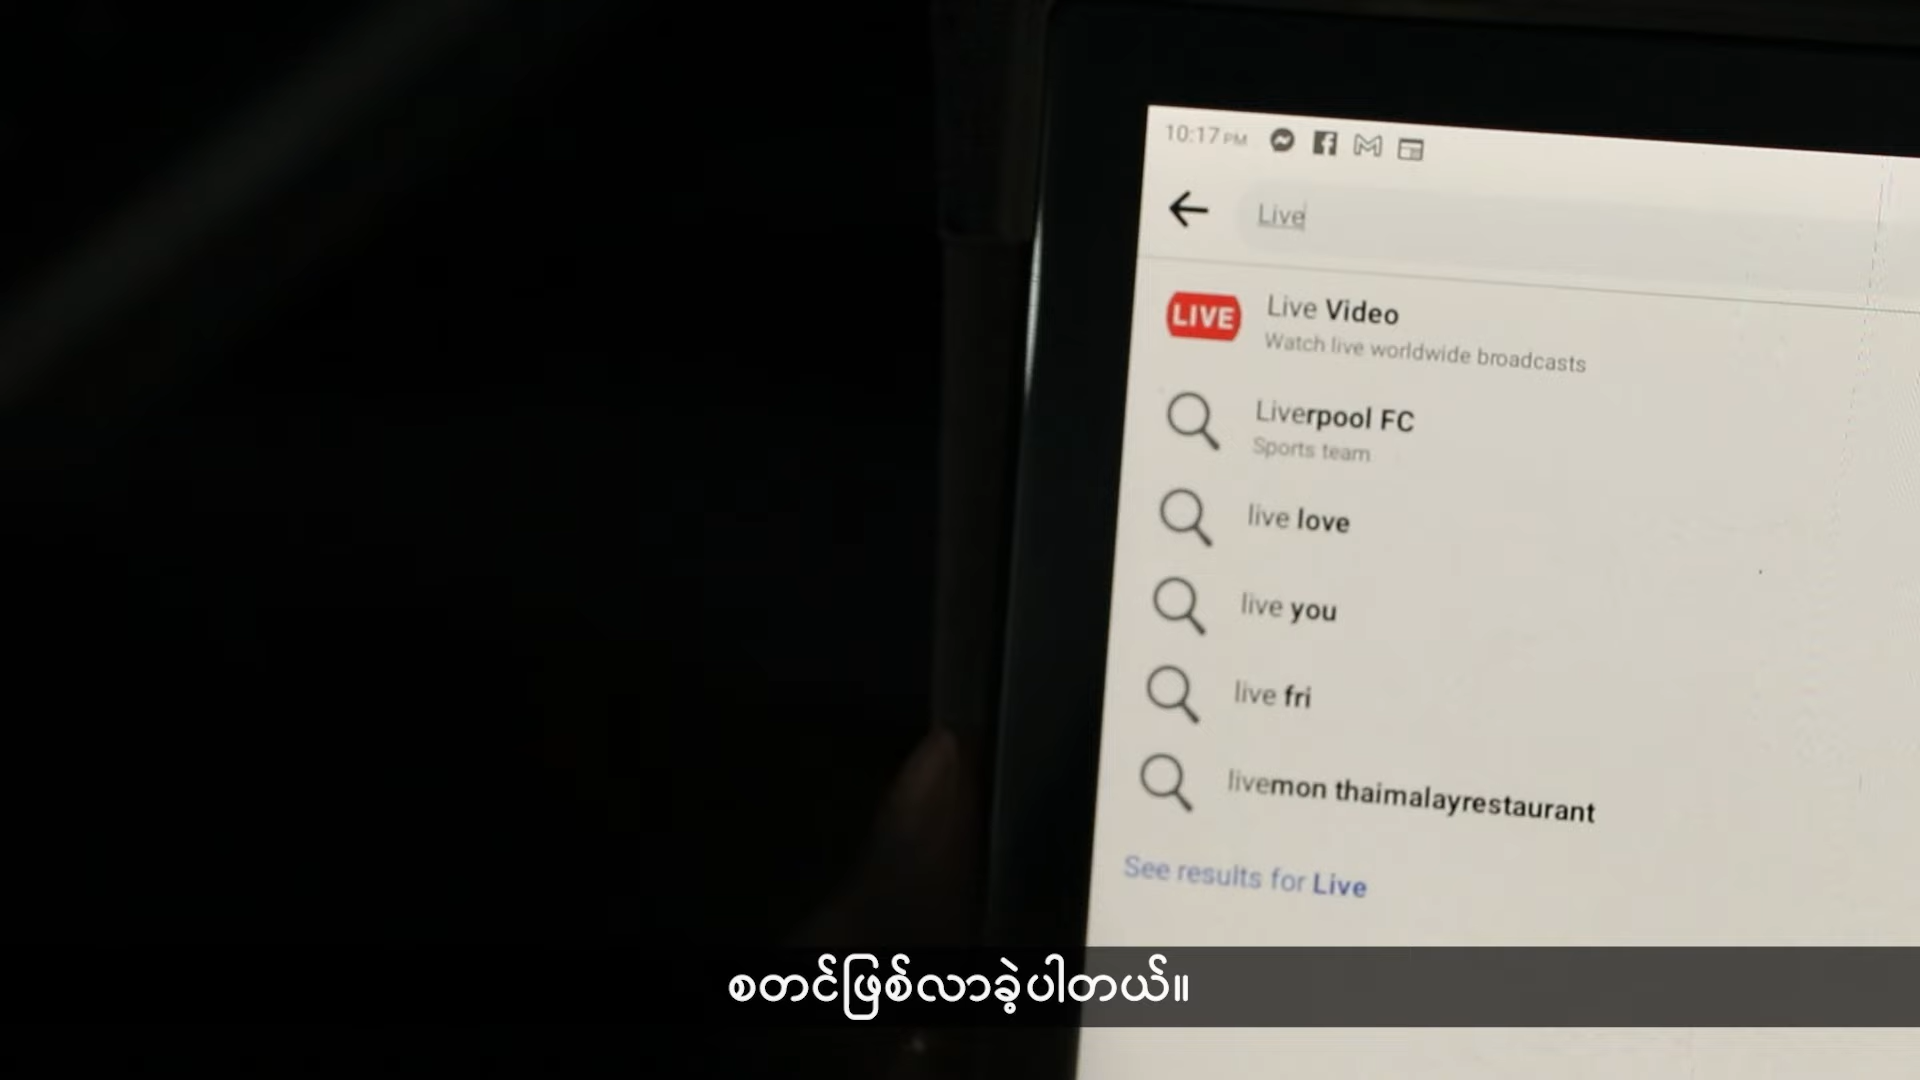 10:17 PM
Live
LIVE
Live Video
Watch live worldwide broadcasts
Liverpool FC
Sports team
live love
live you
live fri
livemon thaimalayrestaurant
See results for Live
စတင်ဖြစ်လာခဲ့ပါတယ်။